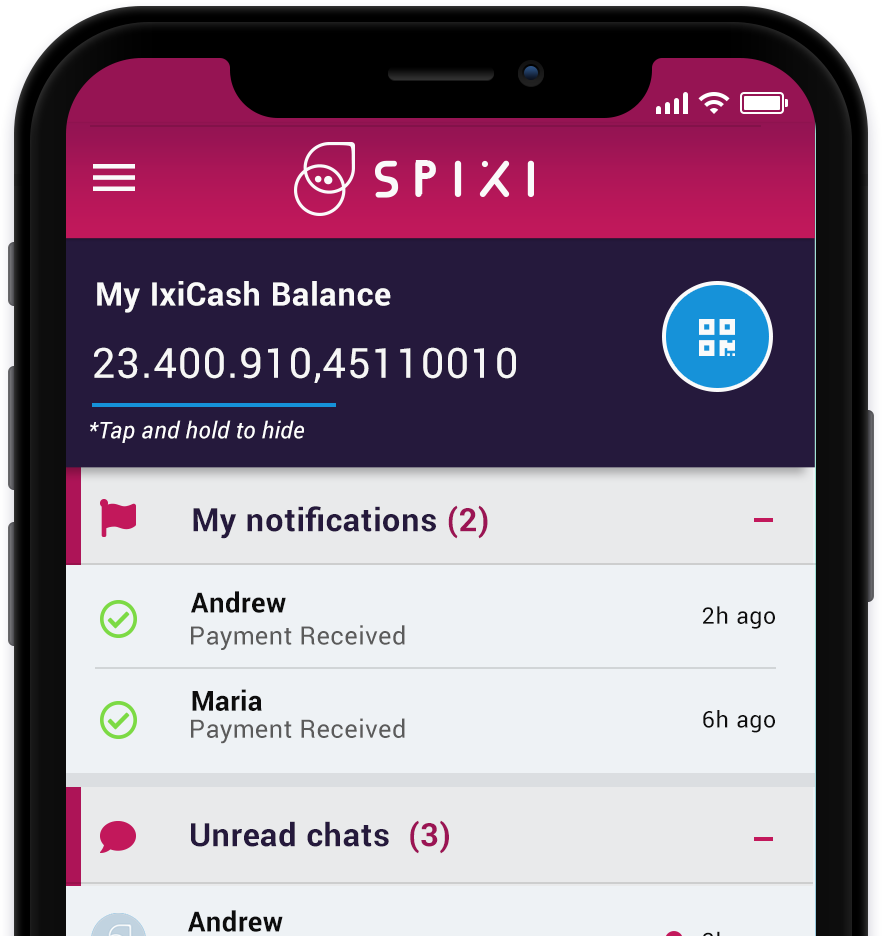 SPIXI
My IxiCash Balance
23.400.910,45110010
*Tap and hold to hide
My notifications (2)
Andrew
Payment Received
2h ago
Maria
Payment Received
6h ago
Unread chats (3)
Andrew